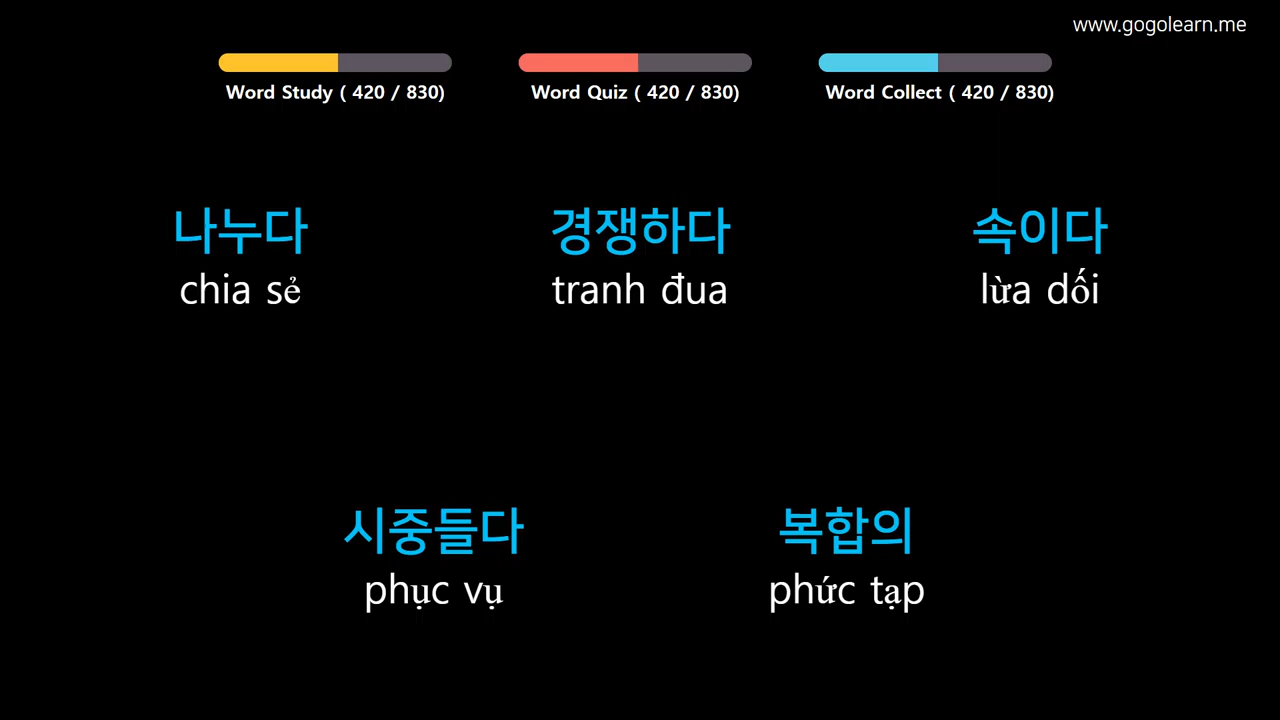 www.gogolearn.me
Word Study ( 420 / 830)
Word Quiz ( 420 / 830)
Word Collect ( 420 / 830)
나누다
chia sẻ
경쟁하다
tranh đua
속이다
lừa dối
시중들다
phục vụ
복합의
phức tạp